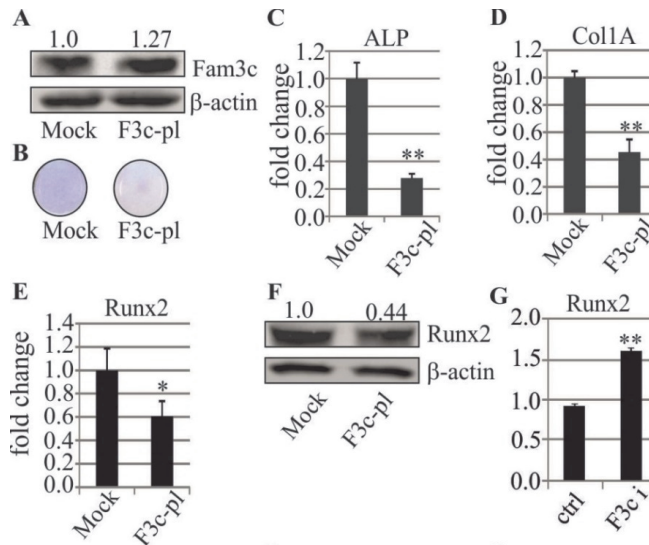 A
1.0 1.27
Fam3c
β-actin
Mock F3c-pl
B
Mock F3c-pl
C
ALP
fold change
1.2
1.0
0.8
0.6
0.4
0.2
0.0
**
Mock F3c-pl
D
Col1A
fold change
1.2
1.0
0.8
0.6
0.4
0.2
0.0
**
Mock F3c-pl
E
Runx2
fold change
1.4
1.2
1.0
0.8
0.6
0.4
0.2
0.0
*
Mock F3c-pl
F
1.0 0.44
Runx2
β-actin
Mock F3c-pl
G
Runx2
2.0
1.5
1.0
0.5
0.0
**
ctrl F3c i